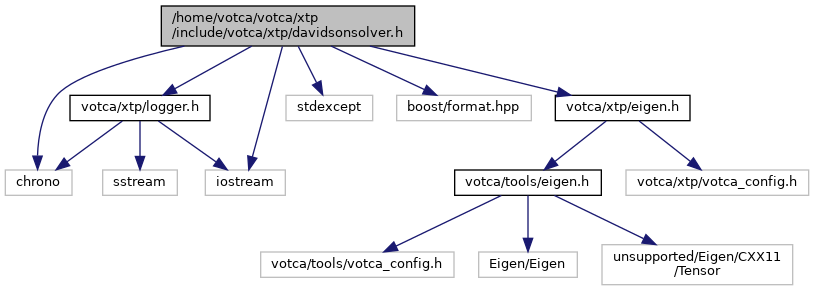 /home/votca/votca/xtp
/include/votca/xtp/davidsonsolver.h
votca/xtp/logger.h
stdexcept
boost/format.hpp
votca/xtp/eigen.h
chrono
sstream
iostream
votca/tools/eigen.h
votca/xtp/votca_config.h
votca/tools/votca_config.h
Eigen/Eigen
unsupported/Eigen/CXX11
/Tensor